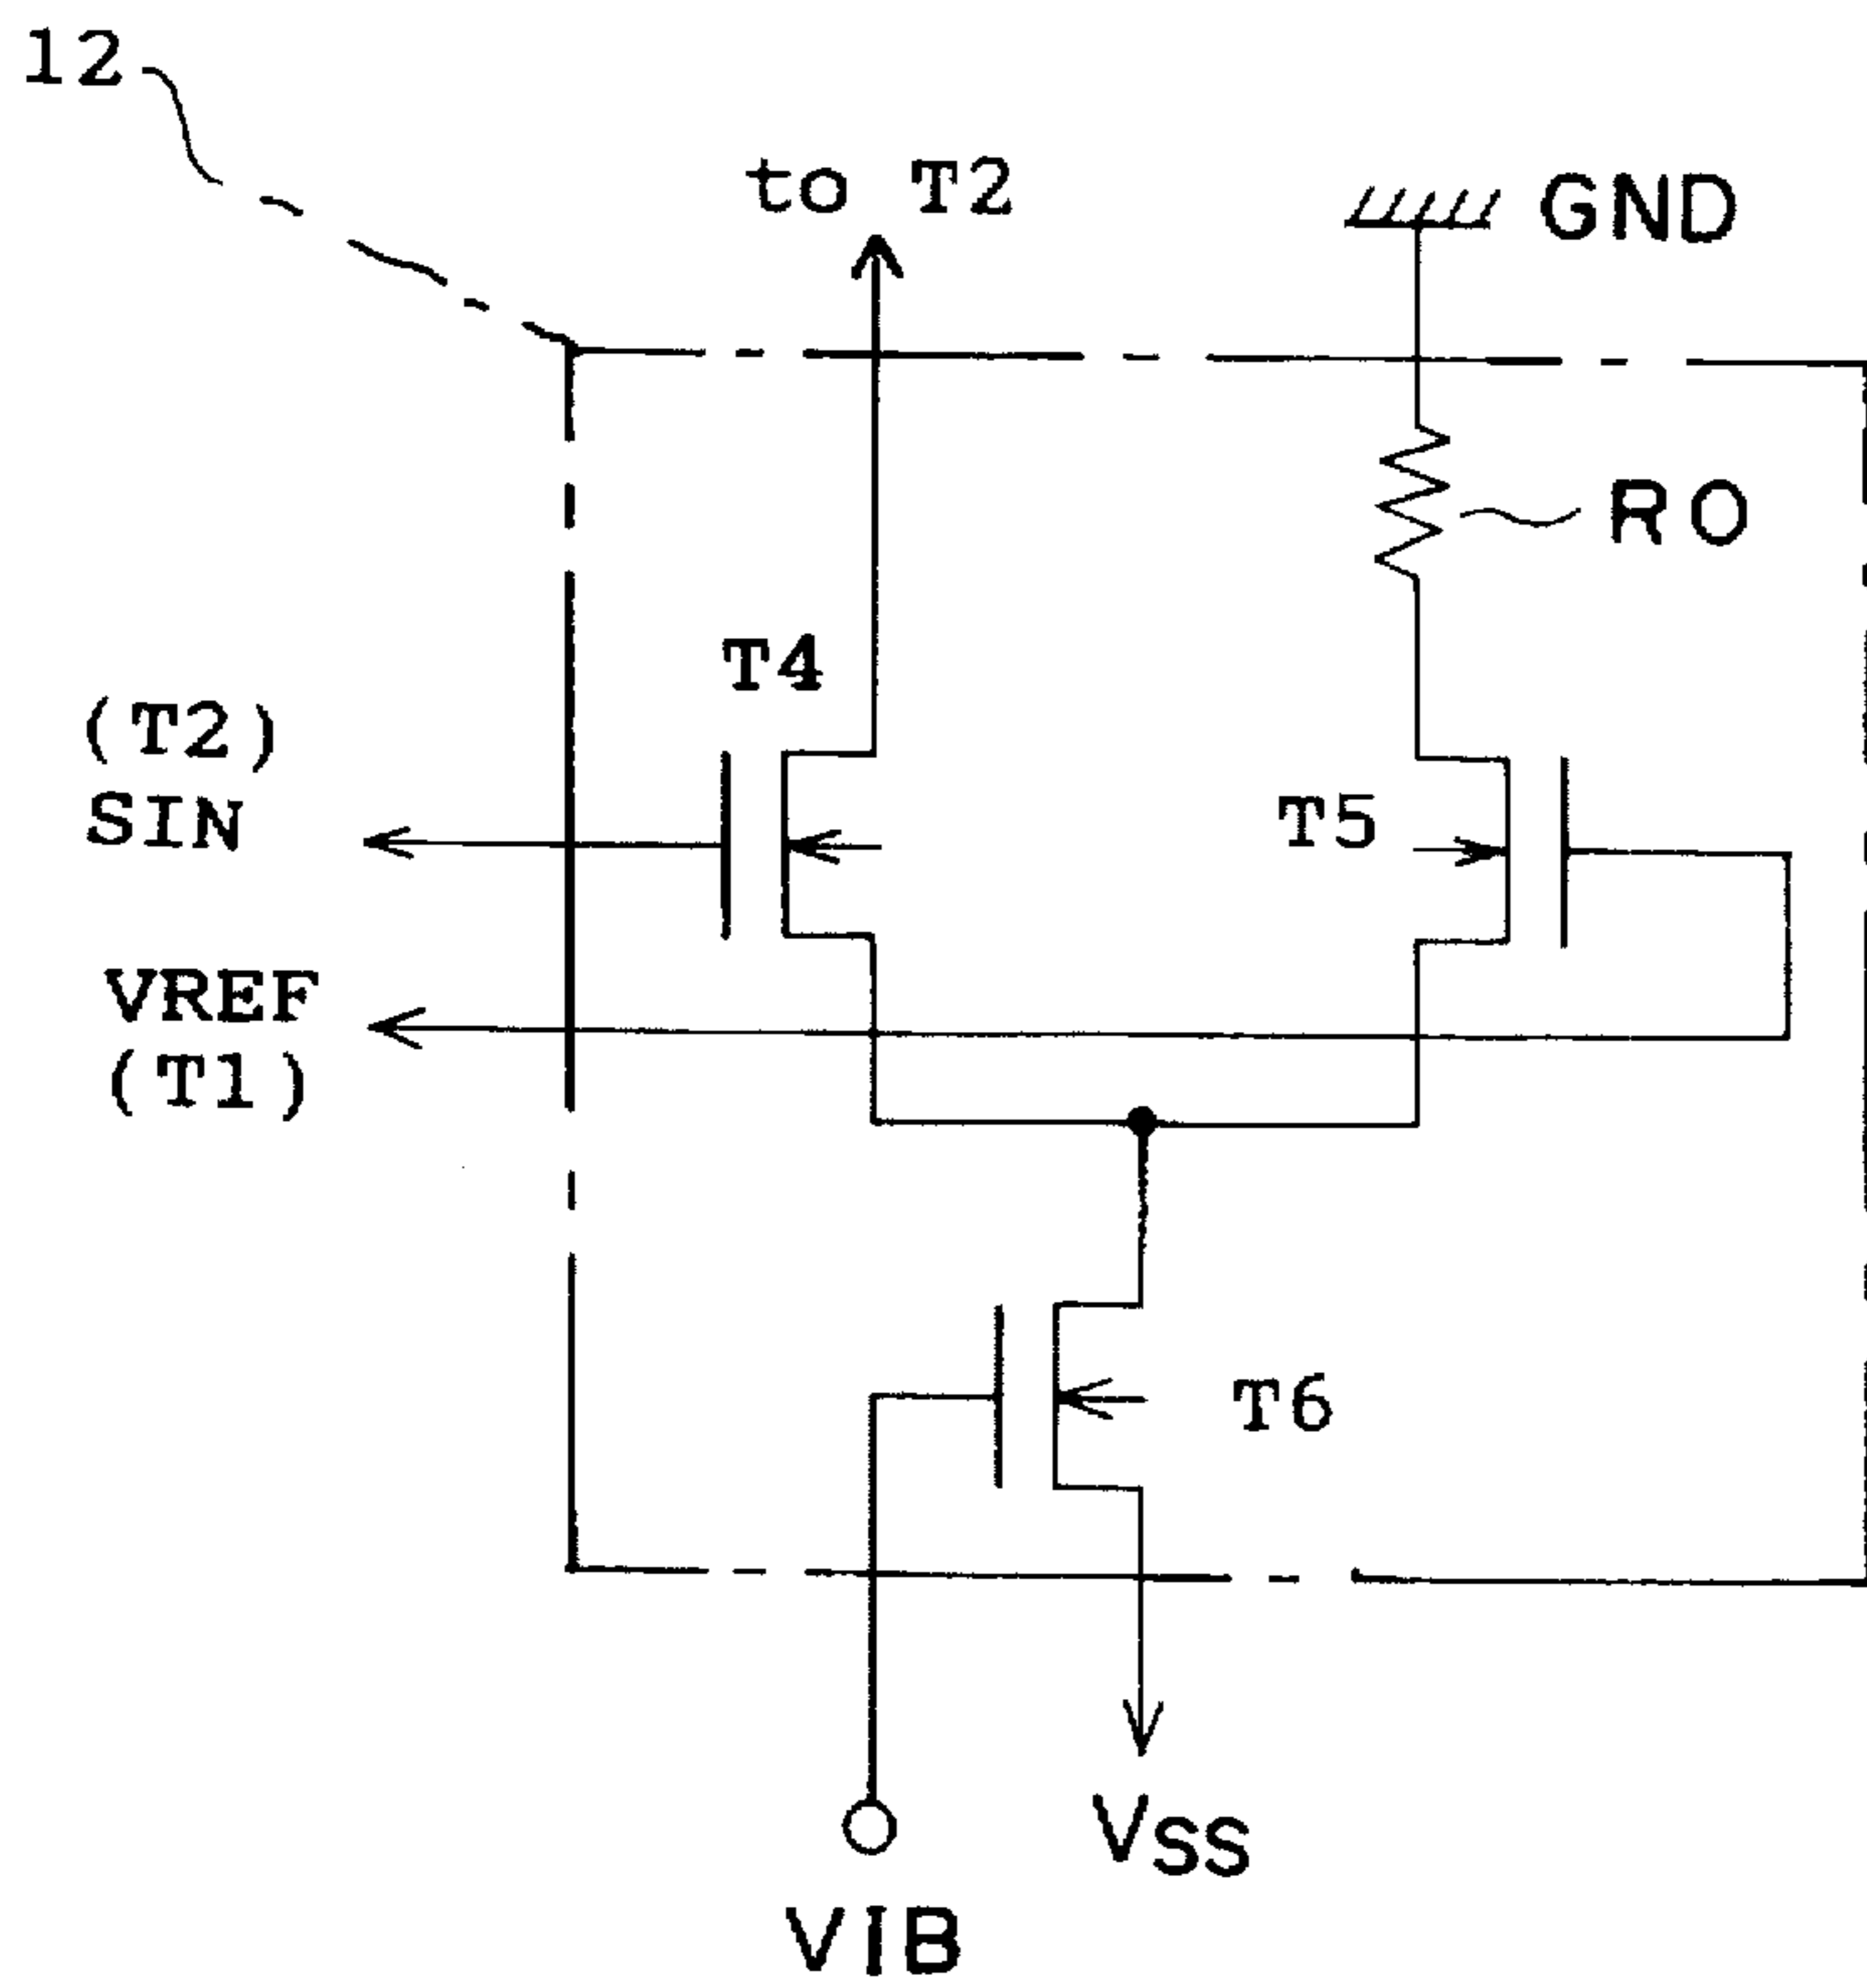 12
to T2
GND
RO
T4
(T2)
SIN
T5
VREF
(T1)
T6
VSS
VIB